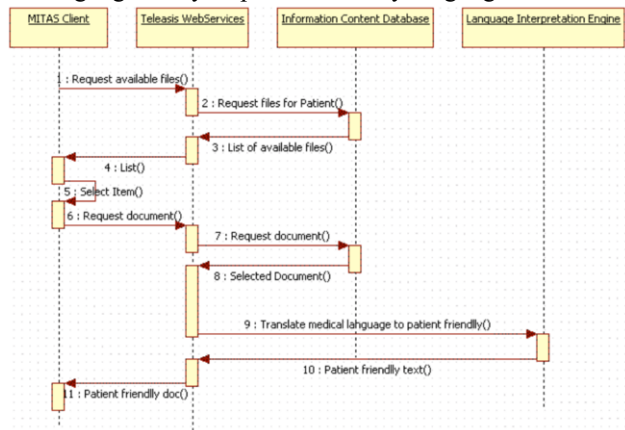 MITAS Client
Teleasis WebServices
Information Content Database
Language Interpretation Engine
1 : Request available files()
2 : Request files for Patient()
3 : List of available files()
4 : List()
5 : Select Item()
6 : Request document()
7 : Request document()
8 : Selected Document()
9 : Translate medical language to patient friendlly()
10 : Patient friendlly text()
11 : Patient friendlly doc()